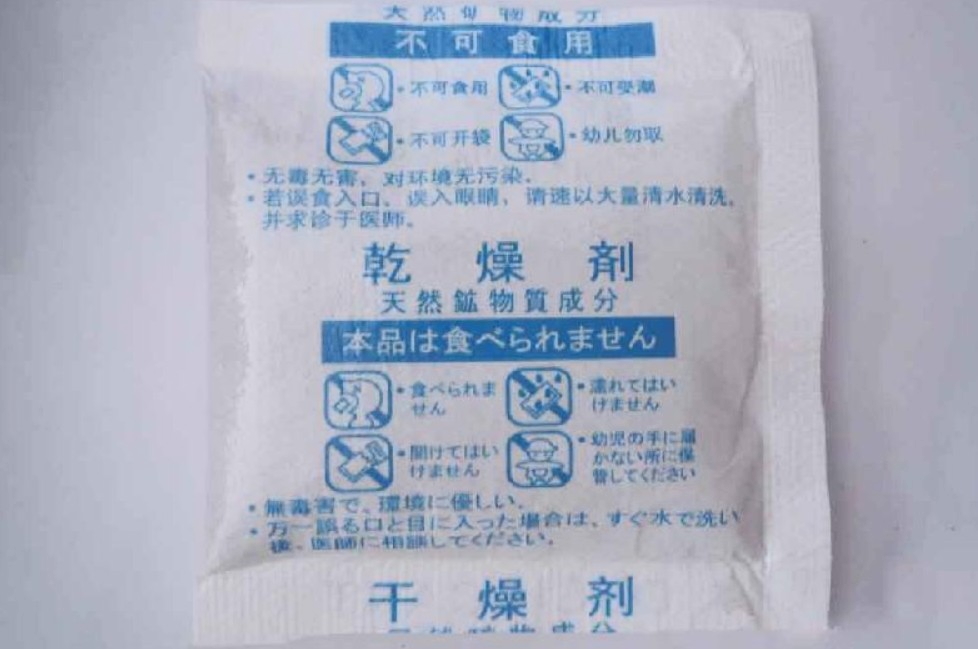 天然矿物成分
不可食用
・不可食用
・不可受潮
・不可开袋
・幼儿勿取
・无毒无害，对环境无污染。
・若误食入口、误入眼睛，请速以大量清水清洗，
并求诊于医师。
乾燥剤
天然鉱物質成分
本品は食べられません
・食べられま
せん
・濡れてはい
けません
・開けてはい
けません
・幼児の手に届
かない所に保
管してください
・無毒害で、環境に優しい。
・万一誤る口と目に入った場合は、すぐ水で洗い
後、医師に相談してください。
干燥剂
天然矿物成分